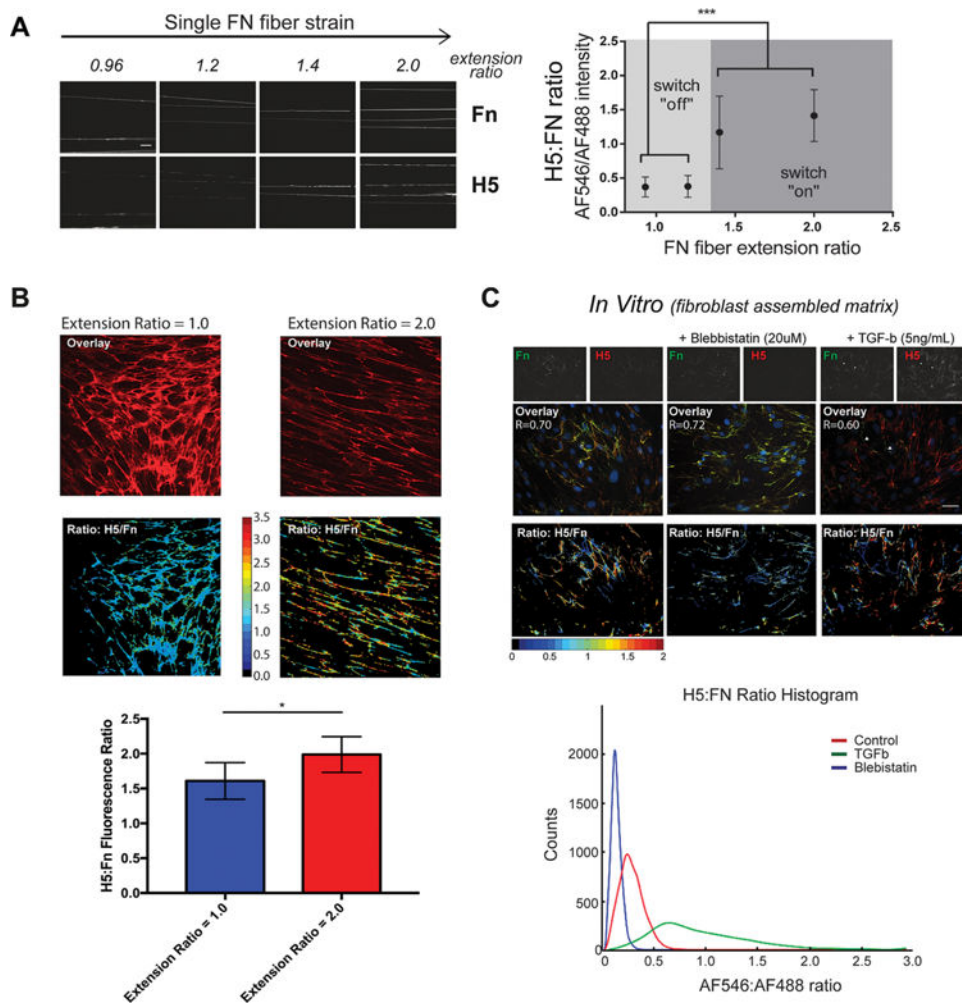 A
Single FN fiber strain
extension
ratio
0.96 1.2 1.4 2.0
Fn
H5
H5:FN ratio
AF546/AF488 intensity
2.5
2.0
1.5
1.0
0.5
0.0
***
switch
"off"
switch
"on"
1.0 1.5 2.0 2.5
FN fiber extension ratio
B
Extension Ratio = 1.0
Overlay
Extension Ratio = 2.0
Overlay
Ratio: H5/Fn
3.5
3.0
2.5
2.0
1.5
1.0
0.5
0.0
Ratio: H5/Fn
H5:Fn Fluorescence Ratio
2.5
2.0
1.5
1.0
0.5
0.0
*
Extension Ratio = 1.0
Extension Ratio = 2.0
C
In Vitro (fibroblast assembled matrix)
+ Blebbistatin (20uM)
+ TGF-b (5ng/mL)
Fn H5 Fn H5 Fn H5
Overlay
R=0.70
Overlay
R=0.72
Overlay
R=0.60
Ratio: H5/Fn
Ratio: H5/Fn
Ratio: H5/Fn
0 0.5 1 1.5 2
H5:FN Ratio Histogram
Control
TGFb
Blebistatin
Counts
2000
1500
1000
500
0
0 0.5 1.0 1.5 2.0 2.5 3.0
AF546:AF488 ratio